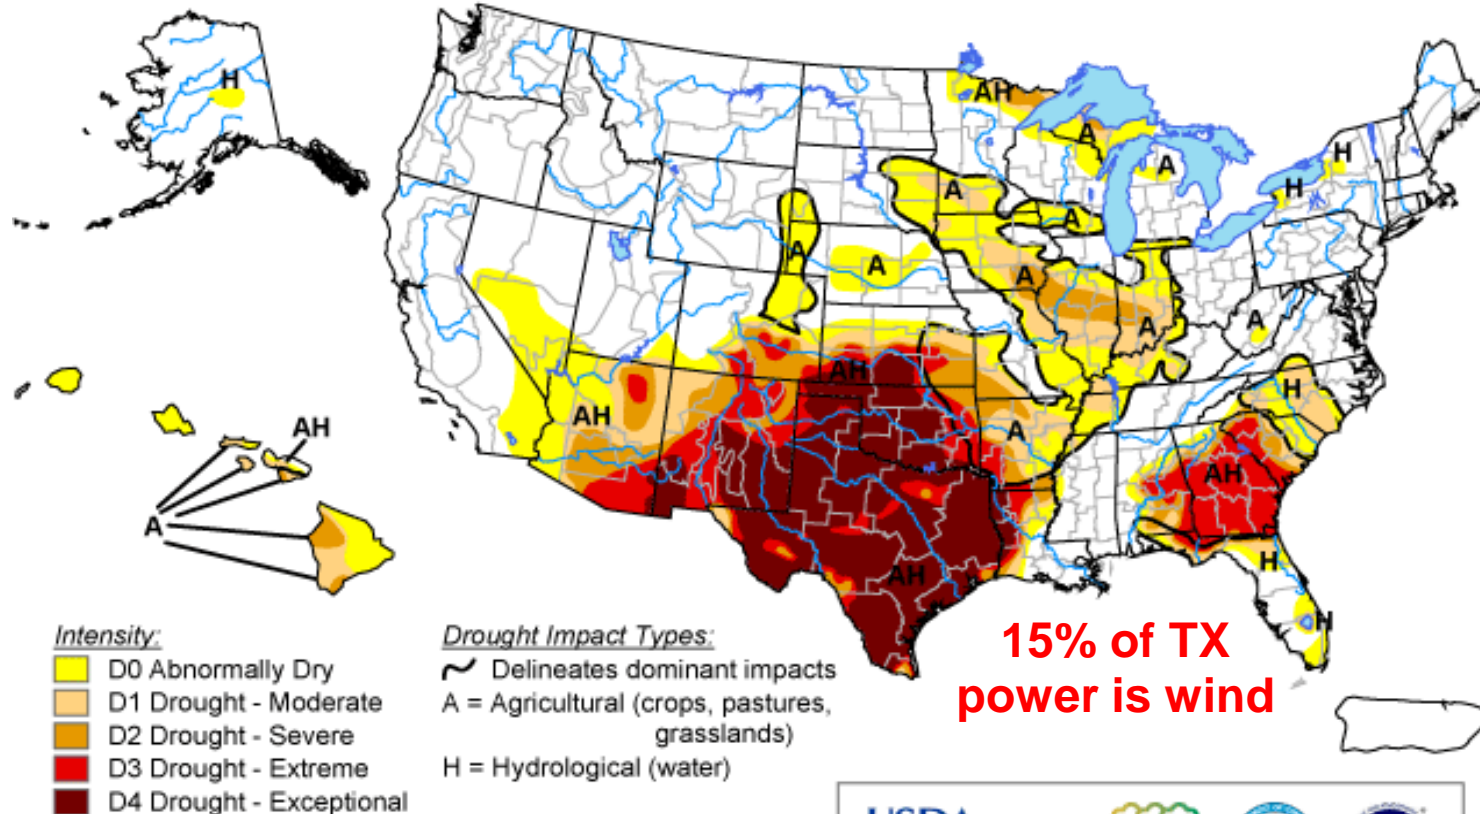 H
AH
A
A
H
H
A
A
A
A
A
A
A
AH
AH
H
A
AH
AH
A
AH
H
H
Intensity:
D0 Abnormally Dry
D1 Drought - Moderate
D2 Drought - Severe
D3 Drought - Extreme
D4 Drought - Exceptional
Drought Impact Types:
Delineates dominant impacts
A = Agricultural (crops, pastures,
grasslands)
H = Hydrological (water)
15% of TX
power is wind
USDA